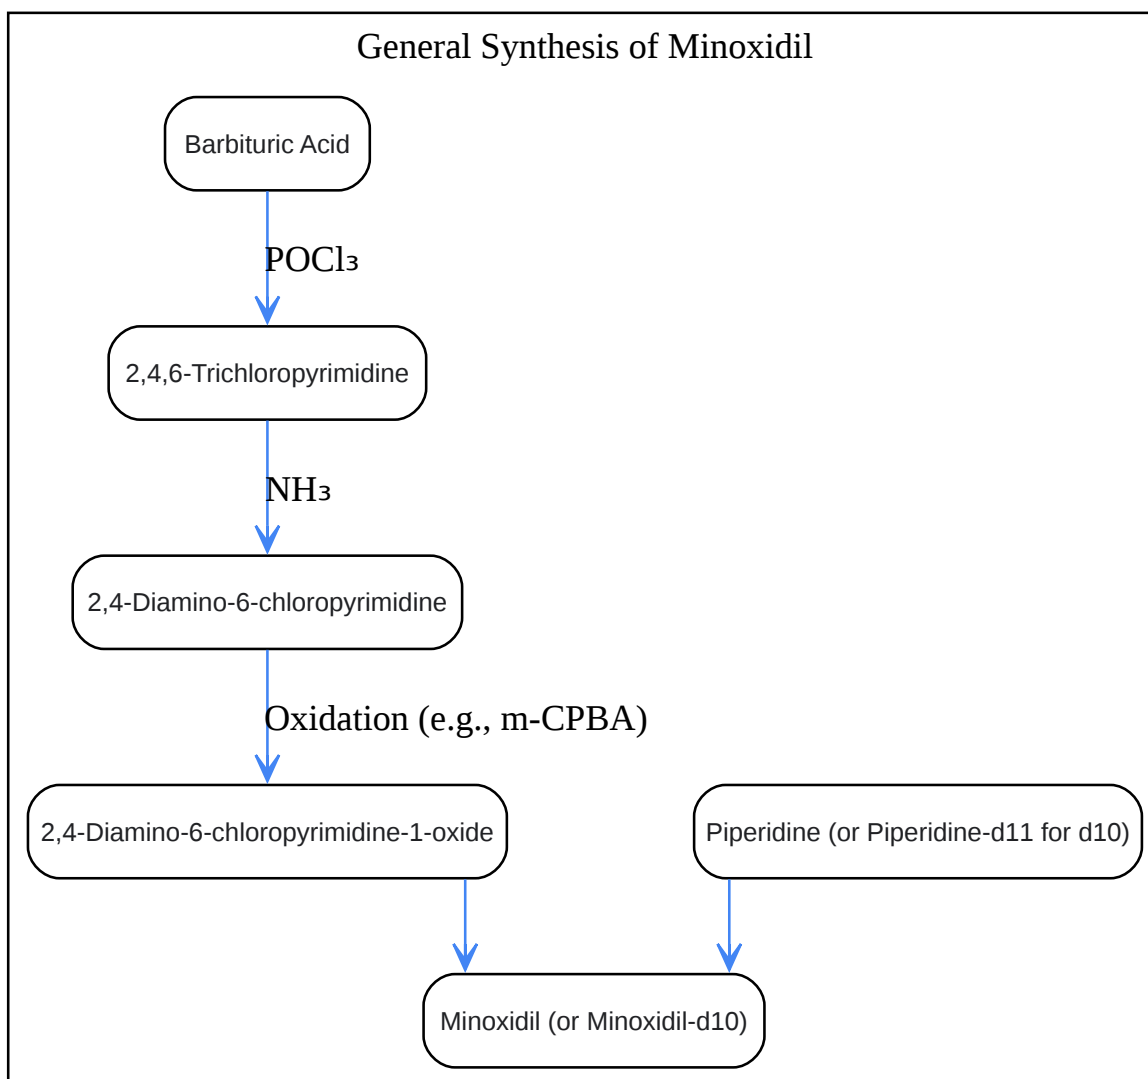 General Synthesis of Minoxidil
Barbituric Acid
POCl₃
2,4,6-Trichloropyrimidine
NH₃
2,4-Diamino-6-chloropyrimidine
Oxidation (e.g., m-CPBA)
2,4-Diamino-6-chloropyrimidine-1-oxide
Piperidine (or Piperidine-d11 for d10)
Minoxidil (or Minoxidil-d10)